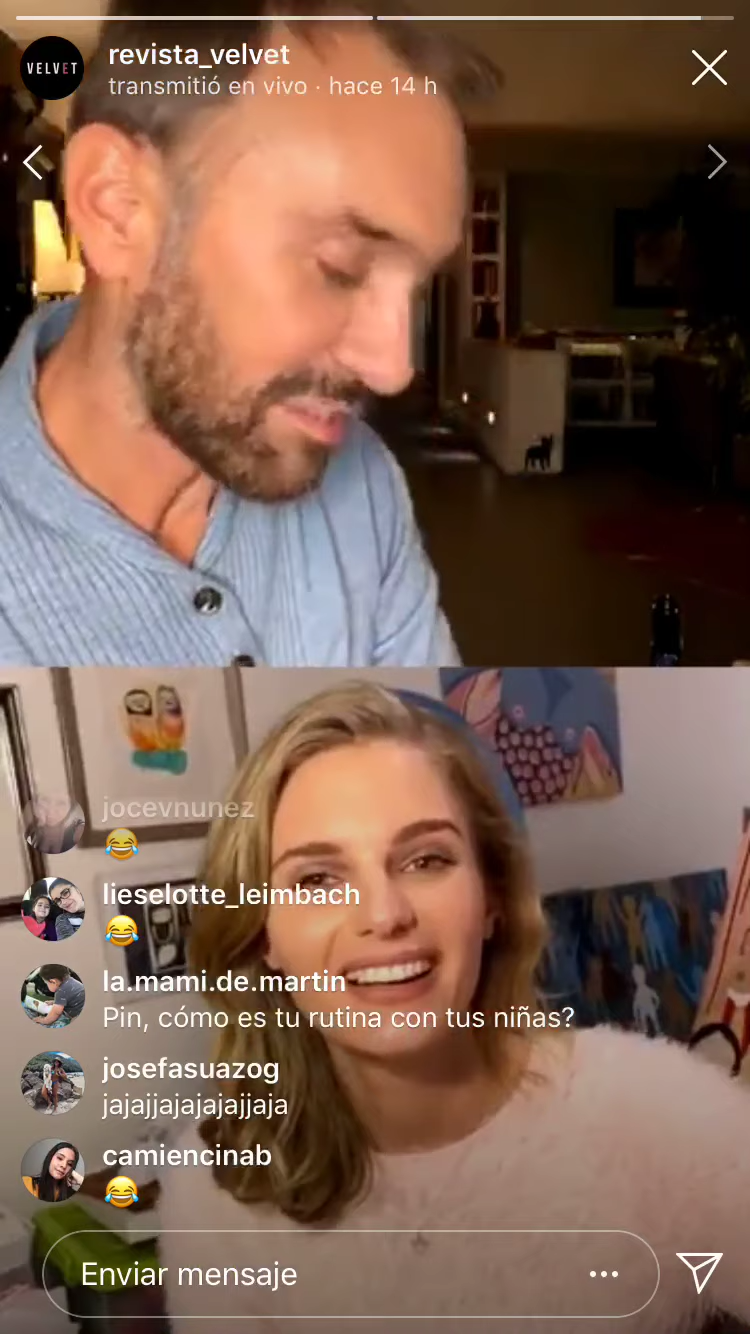 VELVET
revista_velvet
transmitió en vivo · hace 14 h
jocevnunez
😂
lieselotte_leimbach
😂
la.mami.de.martin
Pin, cómo es tu rutina con tus niñas?
josefasuazog
jajajjajajajajjaja
camiencinab
😂
Enviar mensaje